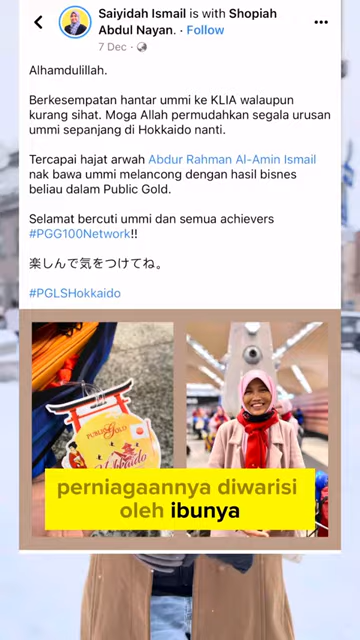 Saiyidah Ismail is with Shopiah
Abdul Nayan. · Follow
7 Dec ·
Alhamdulillah.
Berkesempatan hantar ummi ke KLIA walaupun
kurang sihat. Moga Allah permudahkan segala urusan
ummi sepanjang di Hokkaido nanti.
Tercapai hajat arwah Abdur Rahman Al-Amin Ismail
nak bawa ummi melancong dengan hasil bisnes
beliau dalam Public Gold.
Selamat bercuti ummi dan semua achievers
#PGG100Network!!
楽しんで気をつけてね。
#PGLSHokkaido
PUBLIC GOLD
Hokkaido
perniagaannya diwarisi
oleh ibunya